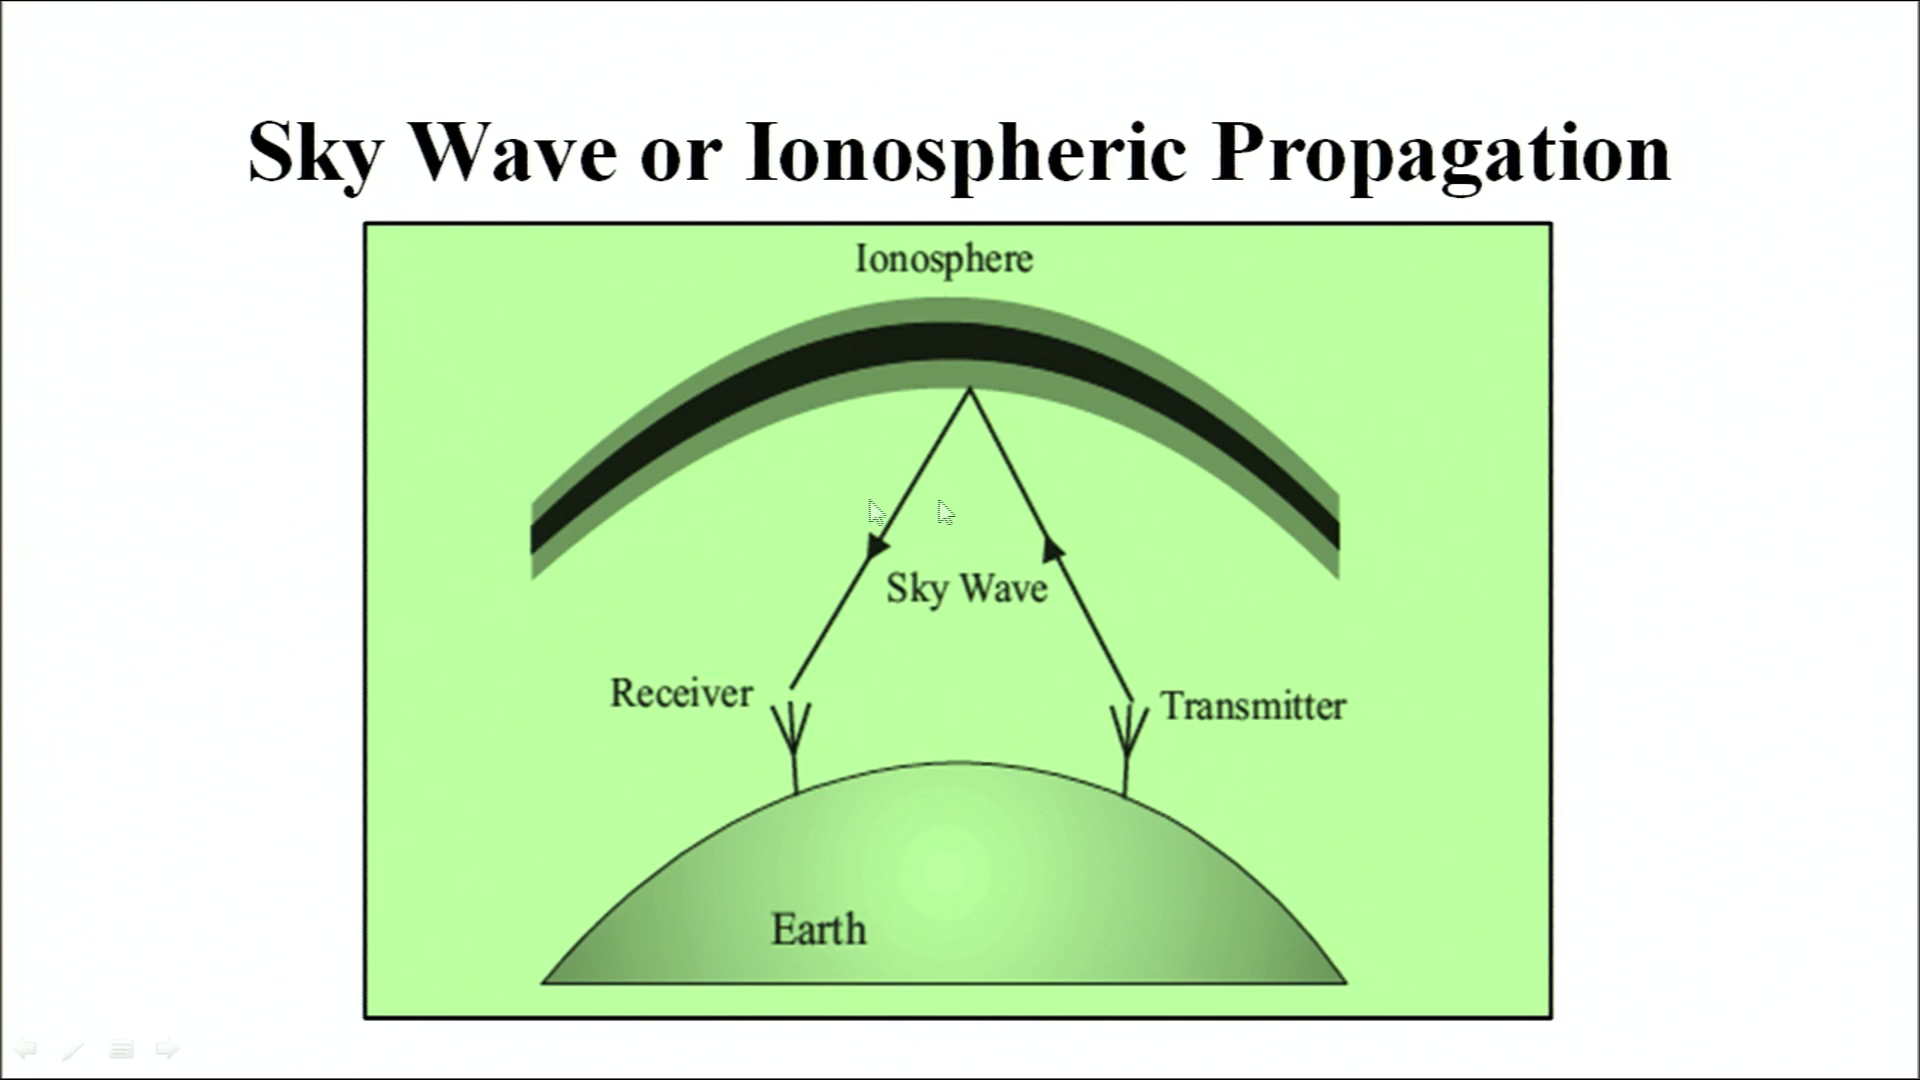 Sky Wave or Ionospheric Propagation
Ionosphere
Sky Wave
Receiver
Transmitter
Earth